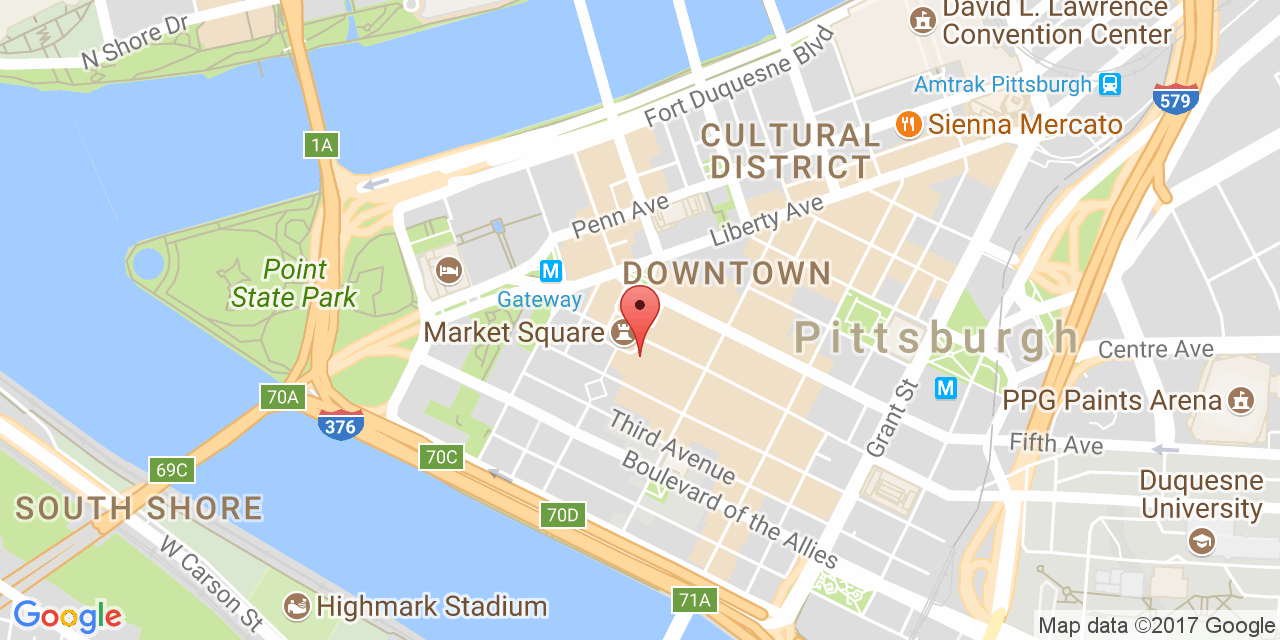 N Shore Dr
David L. Lawrence
Convention Center
Fort Duquesne Blvd
Amtrak Pittsburgh
579
1A
CULTURAL
DISTRICT
Sienna Mercato
Penn Ave
Liberty Ave
Point
State Park
M
Gateway
DOWNTOWN
Market Square
Pittsburgh
Centre Ave
70A
376
M
PPG Paints Arena
Grant St
Third Avenue
Fifth Ave
69C
70C
Boulevard of the Allies
Duquesne
University
SOUTH SHORE
70D
W Carson St
Highmark Stadium
71A
Google
Map data ©2017 Google